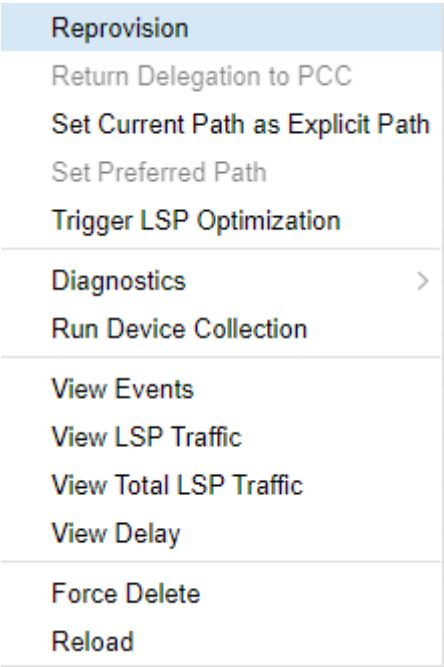 Reprovision
Return Delegation to PCC
Set Current Path as Explicit Path
Set Preferred Path
Trigger LSP Optimization
Diagnostics
Run Device Collection
View Events
View LSP Traffic
View Total LSP Traffic
View Delay
Force Delete
Reload